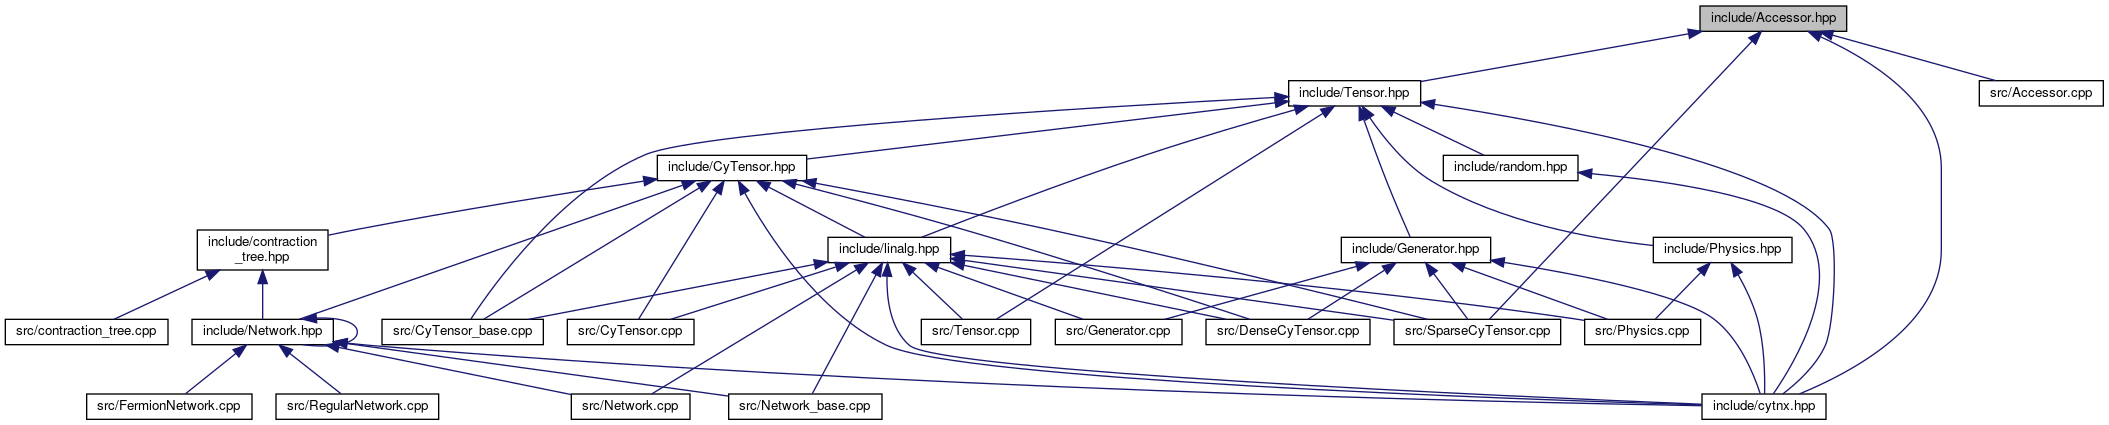 include/Accessor.hpp
include/Tensor.hpp
src/Accessor.cpp
include/CyTensor.hpp
include/random.hpp
include/contraction
_tree.hpp
include/linalg.hpp
include/Generator.hpp
include/Physics.hpp
src/contraction_tree.cpp
include/Network.hpp
src/CyTensor_base.cpp
src/CyTensor.cpp
src/Tensor.cpp
src/Generator.cpp
src/DenseCyTensor.cpp
src/SparseCyTensor.cpp
src/Physics.cpp
src/FermionNetwork.cpp
src/RegularNetwork.cpp
src/Network.cpp
src/Network_base.cpp
include/cytnx.hpp